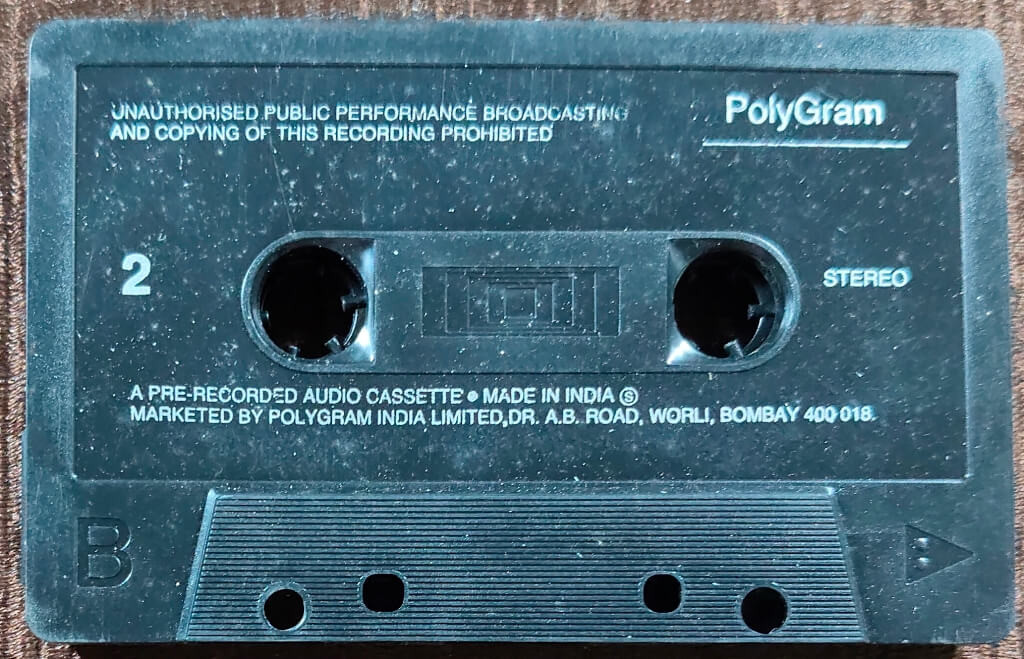 UNAUTHORISED PUBLIC PERFORMANCE BROADCASTING
AND COPYING OF THIS RECORDING PROHIBITED
PolyGram
2
STEREO
A PRE-RECORDED AUDIO CASSETTE ● MADE IN INDIA Ⓢ
MARKETED BY POLYGRAM INDIA LIMITED,DR. A.B. ROAD, WORLI, BOMBAY 400 018.
B